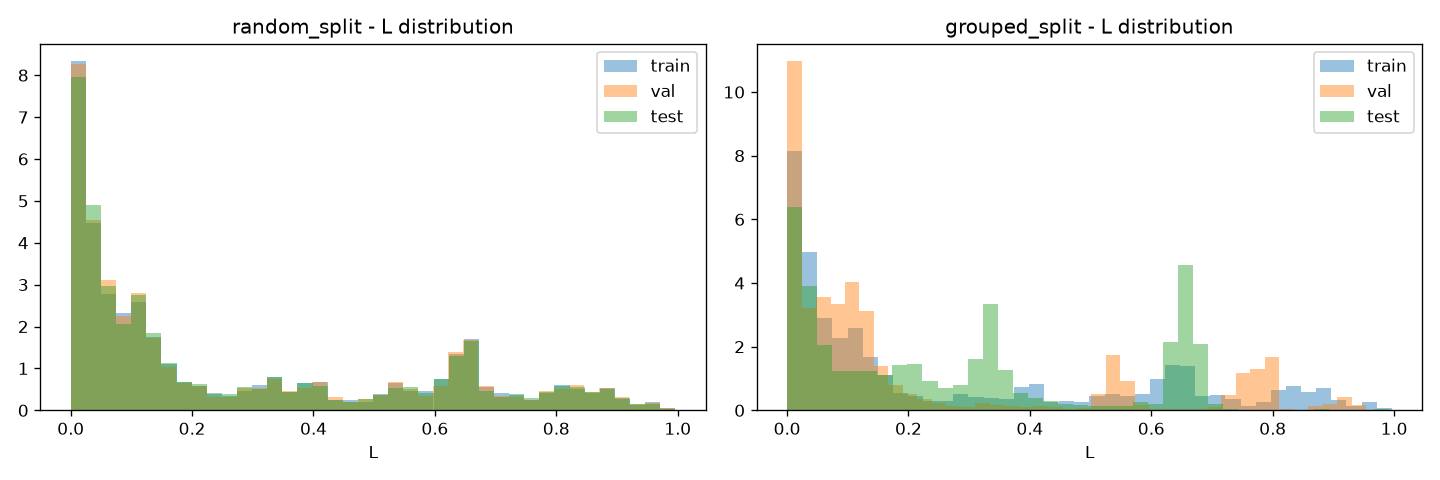 random_split - L distribution
8
7
6
5
4
3
2
1
0
0.0 0.2 0.4 0.6 0.8 1.0
L
train
val
test
grouped_split - L distribution
10
8
6
4
2
0
0.0 0.2 0.4 0.6 0.8 1.0
L
train
val
test